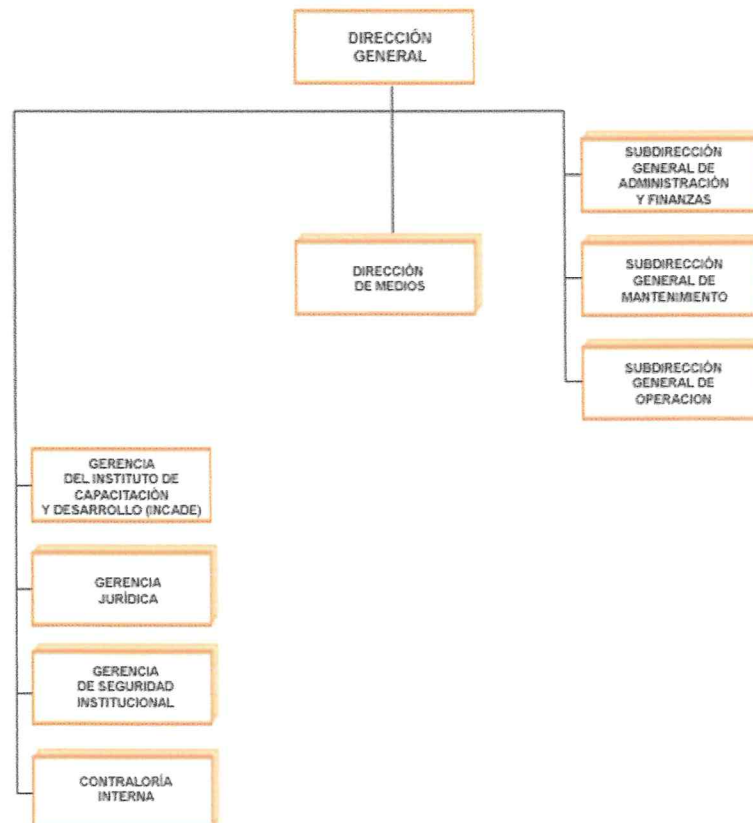 DIRECCIÓN
GENERAL
SUBDIRECCIÓN
GENERAL DE
ADMINISTRACIÓN
Y FINANZAS
DIRECCIÓN
DE MEDIOS
SUBDIRECCIÓN
GENERAL DE
MANTENIMIENTO
SUBDIRECCIÓN
GENERAL DE
OPERACION
GERENCIA
DEL INSTITUTO DE
CAPACITACIÓN
Y DESARROLLO (INCADE)
GERENCIA
JURÍDICA
GERENCIA
DE SEGURIDAD
INSTITUCIONAL
CONTRALORÍA
INTERNA